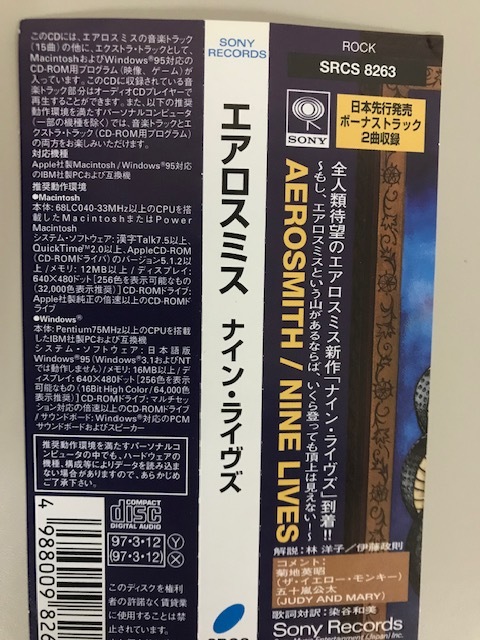 このCDには、エアロスミスの音楽トラック
(15曲)の他に、エクストラ・トラックとして、
MacintoshおよびWindows®95対応の
CD-ROM用プログラム(映像、ゲーム)が
入っています。このCDに収録されている音
楽トラック部分はオーディオCDプレイヤーで
再生することができます。また、以下の推奨
動作環境を満たすパーソナルコンピュータ
(一部の機種を除く)では、音楽トラックとエ
クストラ・トラック(CD-ROM用プログラム)の
両方をお楽しみいただけます。
対応機種
Apple社製Macintosh/Windows®95対応
のIBM社製PCおよび互換機
推奨動作環境
●Macintosh
本体:68LC040-33MHz以上のCPUを搭
載したMacintoshまたはPower
Macintosh
システム・ソフトウェア:漢字Talk7.5以上、
QuickTime™2.0以上、AppleCD-ROM
(CD-ROMドライバ)のバージョン5.1.2以
上/メモリ:12MB以上/ディスプレイ:
640×480ドット[256色を表示可能なもの
(32,000色表示推奨)]CD-ROMドライブ:
Apple社製純正の倍速以上のCD-ROMド
ライブ
●Windows®
本体:Pentium75MHz以上のCPUを搭載
したIBM社製PCおよび互換機
システム・ソフトウェア:日本語版
Windows®95(Windows®3.1およびNT
では動作しません)/メモリ:16MB以上/デ
ィスプレイ:640×480ドット[256色を表示
可能なもの(16Bit High Color/64,000
色表示推奨)]CD-ROMドライブ:マルチセッ
ション対応の倍速以上のCD-ROMドライブ
/サウンドボード:Windows®対応のPCM
サウンドボードおよびスピーカー
推奨動作環境を満たすパーソナルコ
ンピュータの中でも、ハードウェアの
機種、構成等によりデータを読み込ま
ない場合がありますので、あらかじめ
ご了承下さい。
4 988009 826
COMPACT
disc
DIGITAL AUDIO
(97・3・12) Y
(97・3・12) X
このディスクを権利
者の許諾なく賃貸業
に使用することは禁
SONY
RECORDS
エアロスミス ナイン・ライヴズ
ROCK
SRCS 8263
SONY
日本先行発売
ボーナストラック
2曲収録
全人類待望のエアロスミス新作「ナイン・ライヴズ」到着!!
〜もし、エアロスミスという山があるならば、いくら登っても頂上は見えない!〜
AEROSMITH / NINE LIVES
解説:林 洋子/伊藤政則
コメント:
菊地英昭
(ザ・イエロー・モンキー)
五十嵐公太
(JUDY AND MARY)
歌詞対訳:染谷和美
Sony Records